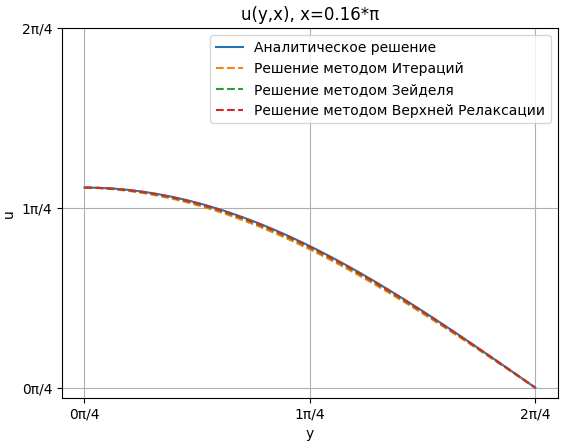 u(y,x), x=0.16*π
2π/4
Аналитическое решение
Решение методом Итераций
Решение методом Зейделя
Решение методом Верхней Релаксации
u
1π/4
0π/4
0π/4
1π/4
2π/4
y